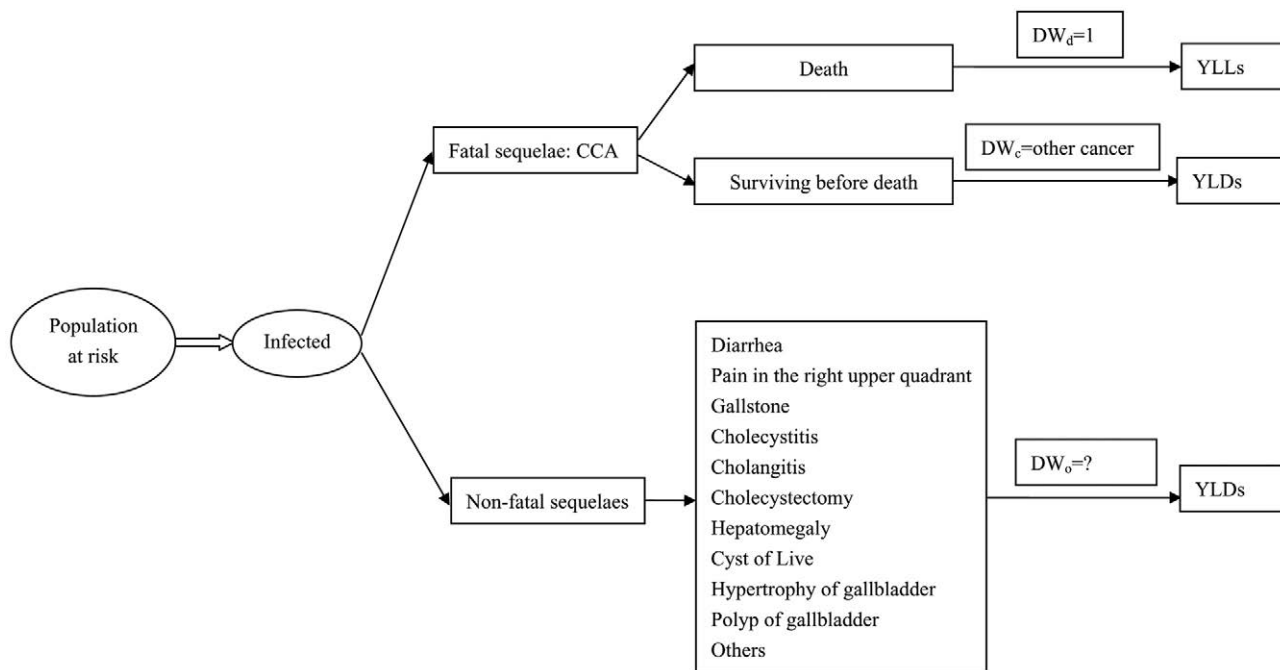 Population
at risk
Infected
Fatal sequelae: CCA
Death
DWd=1
YLLs
Surviving before death
DWc=other cancer
YLDs
Non-fatal sequelaes
Diarrhea
Pain in the right upper quadrant
Gallstone
Cholecystitis
Cholangitis
Cholecystectomy
Hepatomegaly
Cyst of Live
Hypertrophy of gallbladder
Polyp of gallbladder
Others
DWo=?
YLDs